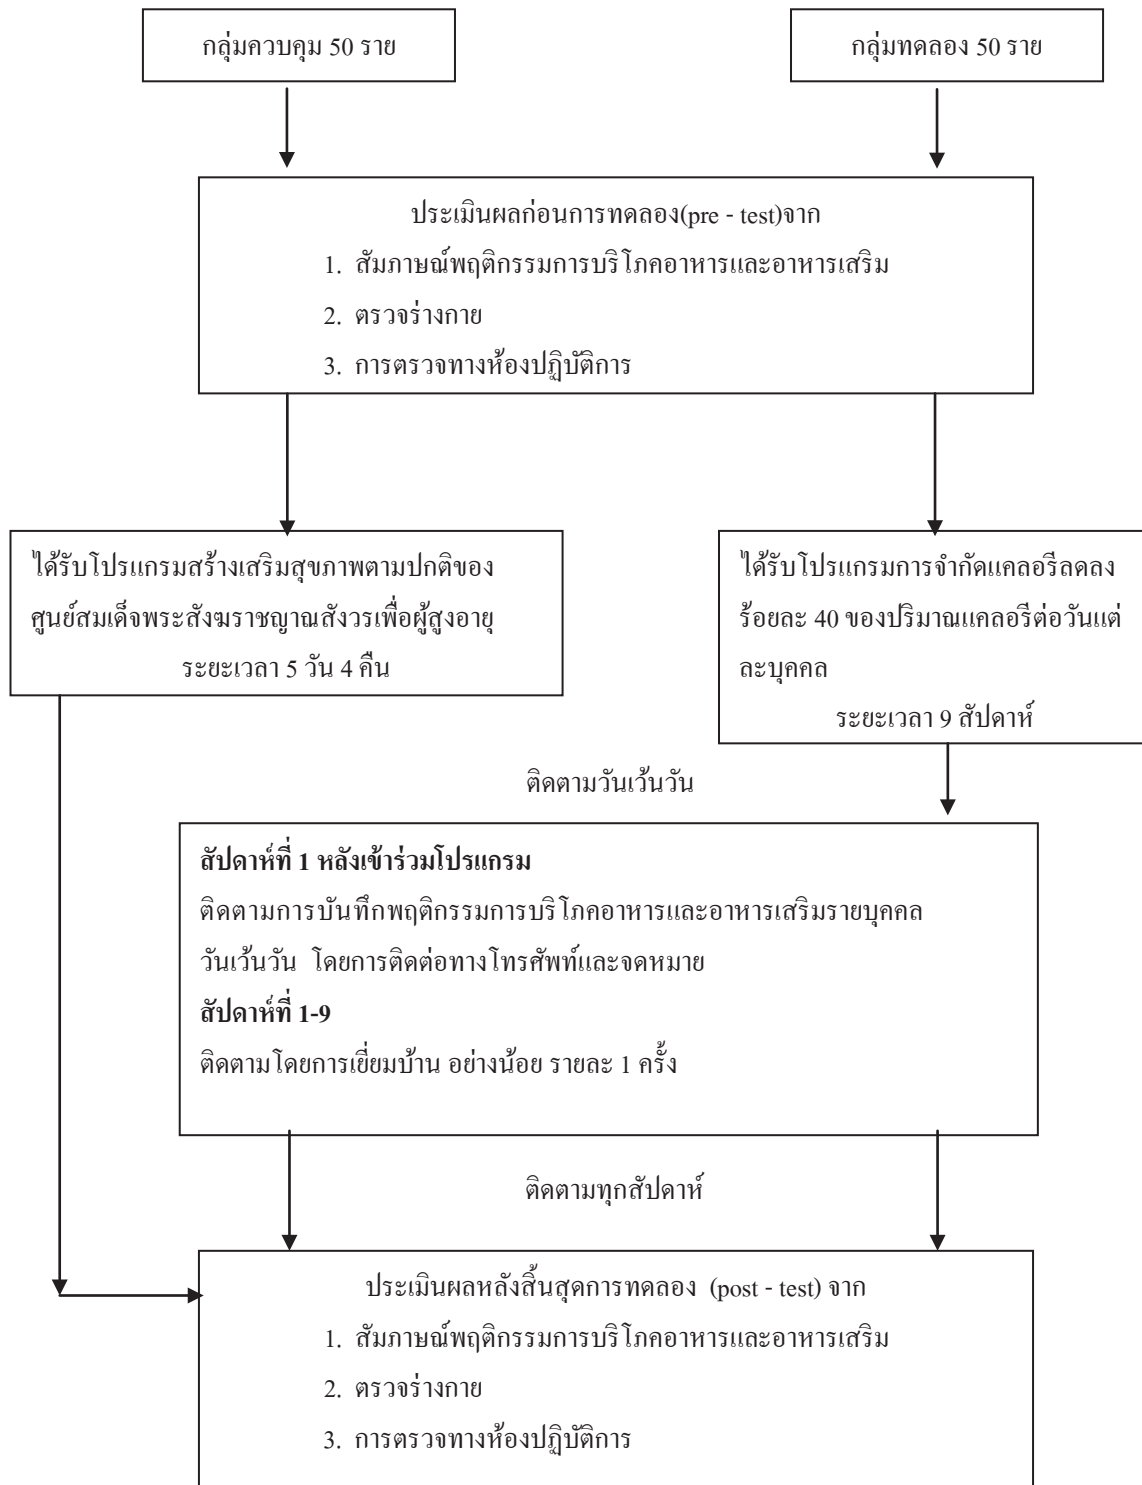 กลุ่มควบคุม 50 ราย
กลุ่มทดลอง 50 ราย
ประเมินผลก่อนการทดลอง(pre - test)จาก
1. สัมภาษณ์พฤติกรรมการบริโภคอาหารและอาหารเสริม
2. ตรวจร่างกาย
3. การตรวจทางห้องปฏิบัติการ
ได้รับโปรแกรมสร้างเสริมสุขภาพตามปกติของ
ศูนย์สมเด็จพระสังฆราชญาณสังวรเพื่อผู้สูงอายุ
ระยะเวลา 5 วัน 4 คืน
ได้รับโปรแกรมการจำกัดแคลอรีลดลง
ร้อยละ 40 ของปริมาณแคลอรีต่อวันแต่
ละบุคคล
ระยะเวลา 9 สัปดาห์
ติดตามวันเว้นวัน
สัปดาห์ที่ 1 หลังเข้าร่วมโปรแกรม
ติดตามการบันทึกพฤติกรรมการบริโภคอาหารและอาหารเสริมรายบุคคล
วันเว้นวัน โดยการติดต่อทางโทรศัพท์และจดหมาย
สัปดาห์ที่ 1-9
ติดตามโดยการเยี่ยมบ้าน อย่างน้อย รายละ 1 ครั้ง
ติดตามทุกสัปดาห์
ประเมินผลหลังสิ้นสุดการทดลอง (post - test) จาก
1. สัมภาษณ์พฤติกรรมการบริโภคอาหารและอาหารเสริม
2. ตรวจร่างกาย
3. การตรวจทางห้องปฏิบัติการ